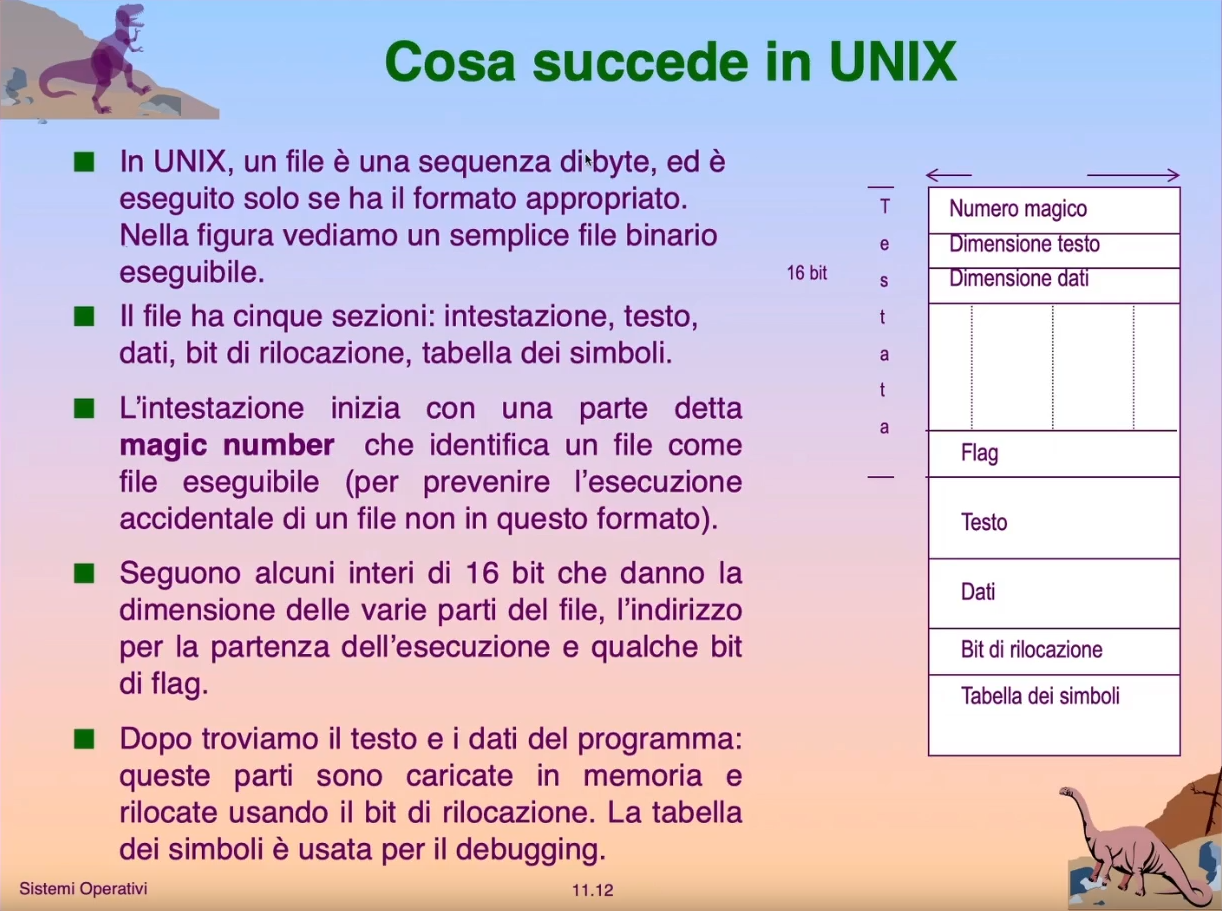 Cosa succede in UNIX
In UNIX, un file è una sequenza di byte, ed è
eseguito solo se ha il formato appropriato.
Nella figura vediamo un semplice file binario
eseguibile.
Il file ha cinque sezioni: intestazione, testo,
dati, bit di rilocazione, tabella dei simboli.
L'intestazione inizia con una parte detta
magic number che identifica un file come
file eseguibile (per prevenire l'esecuzione
accidentale di un file non in questo formato).
Seguono alcuni interi di 16 bit che danno la
dimensione delle varie parti del file, l'indirizzo
per la partenza dell'esecuzione e qualche bit
di flag.
Dopo troviamo il testo e i dati del programma:
queste parti sono caricate in memoria e
rilocate usando il bit di rilocazione. La tabella
dei simboli è usata per il debugging.
16 bit
T
e
s
t
a
t
a
Numero magico
Dimensione testo
Dimensione dati
Flag
Testo
Dati
Bit di rilocazione
Tabella dei simboli
Sistemi Operativi
11.12